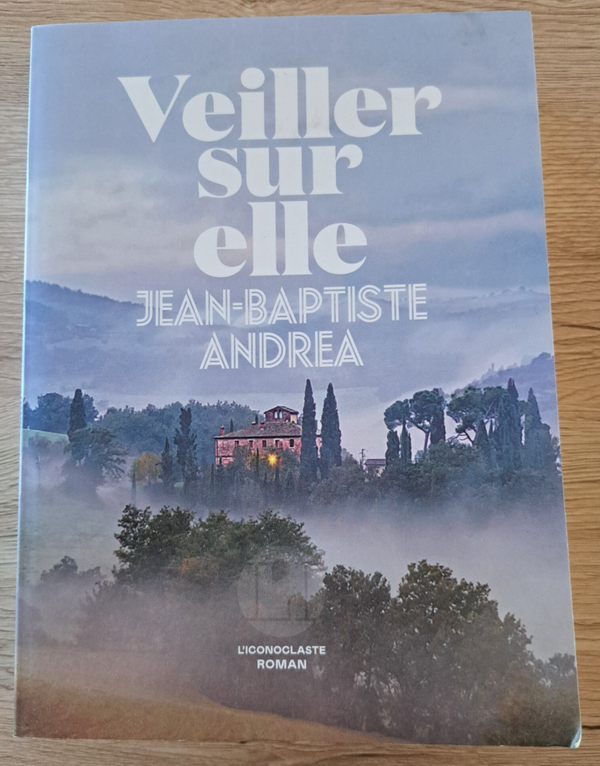 Veiller
sur
elle
JEAN-BAPTISTE
ANDREA
L'ICONOCLASTE
ROMAN